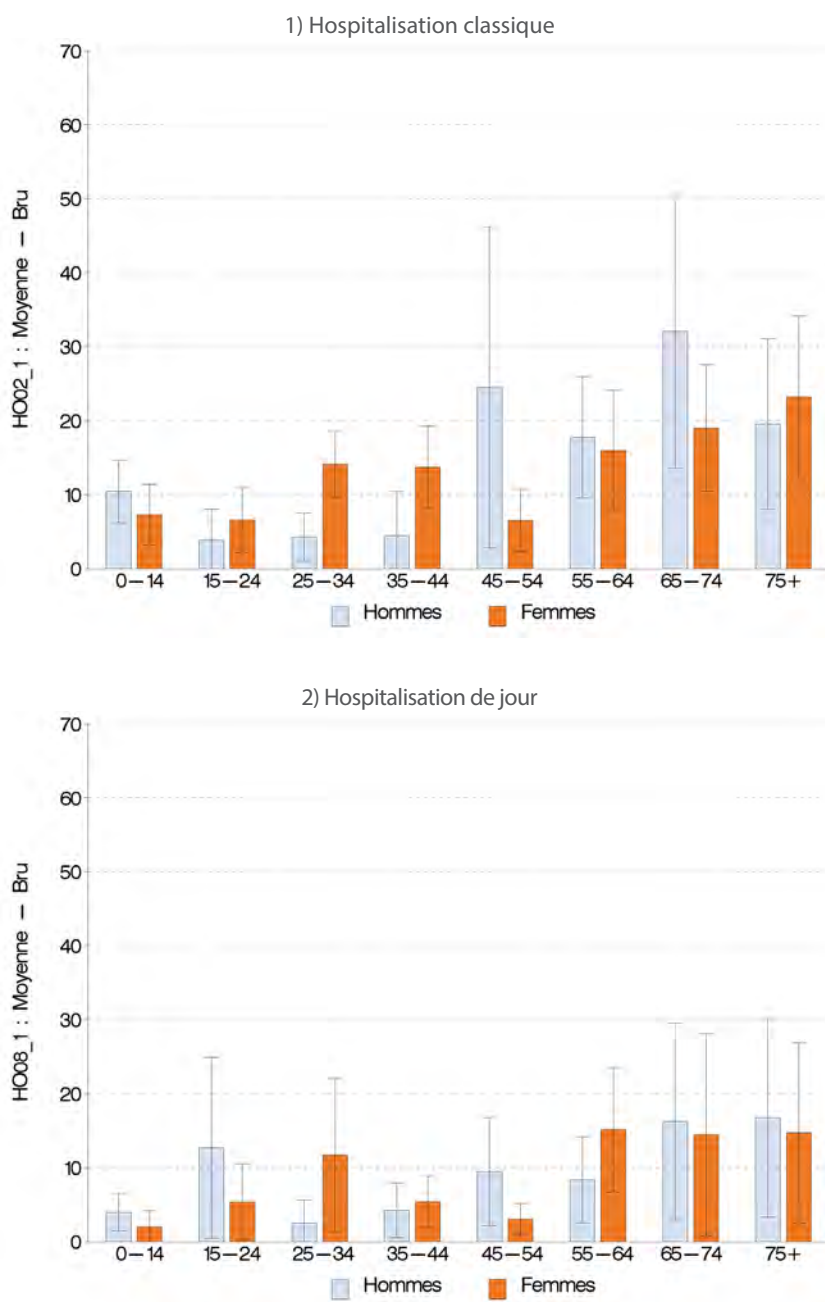 1) Hospitalisation classique
HO02_1 : Moyenne – Bru
70
60
50
40
30
20
10
0
0–14 15–24 25–34 35–44 45–54 55–64 65–74 75+
Hommes Femmes
2) Hospitalisation de jour
HO08_1 : Moyenne – Bru
70
60
50
40
30
20
10
0
0–14 15–24 25–34 35–44 45–54 55–64 65–74 75+
Hommes Femmes